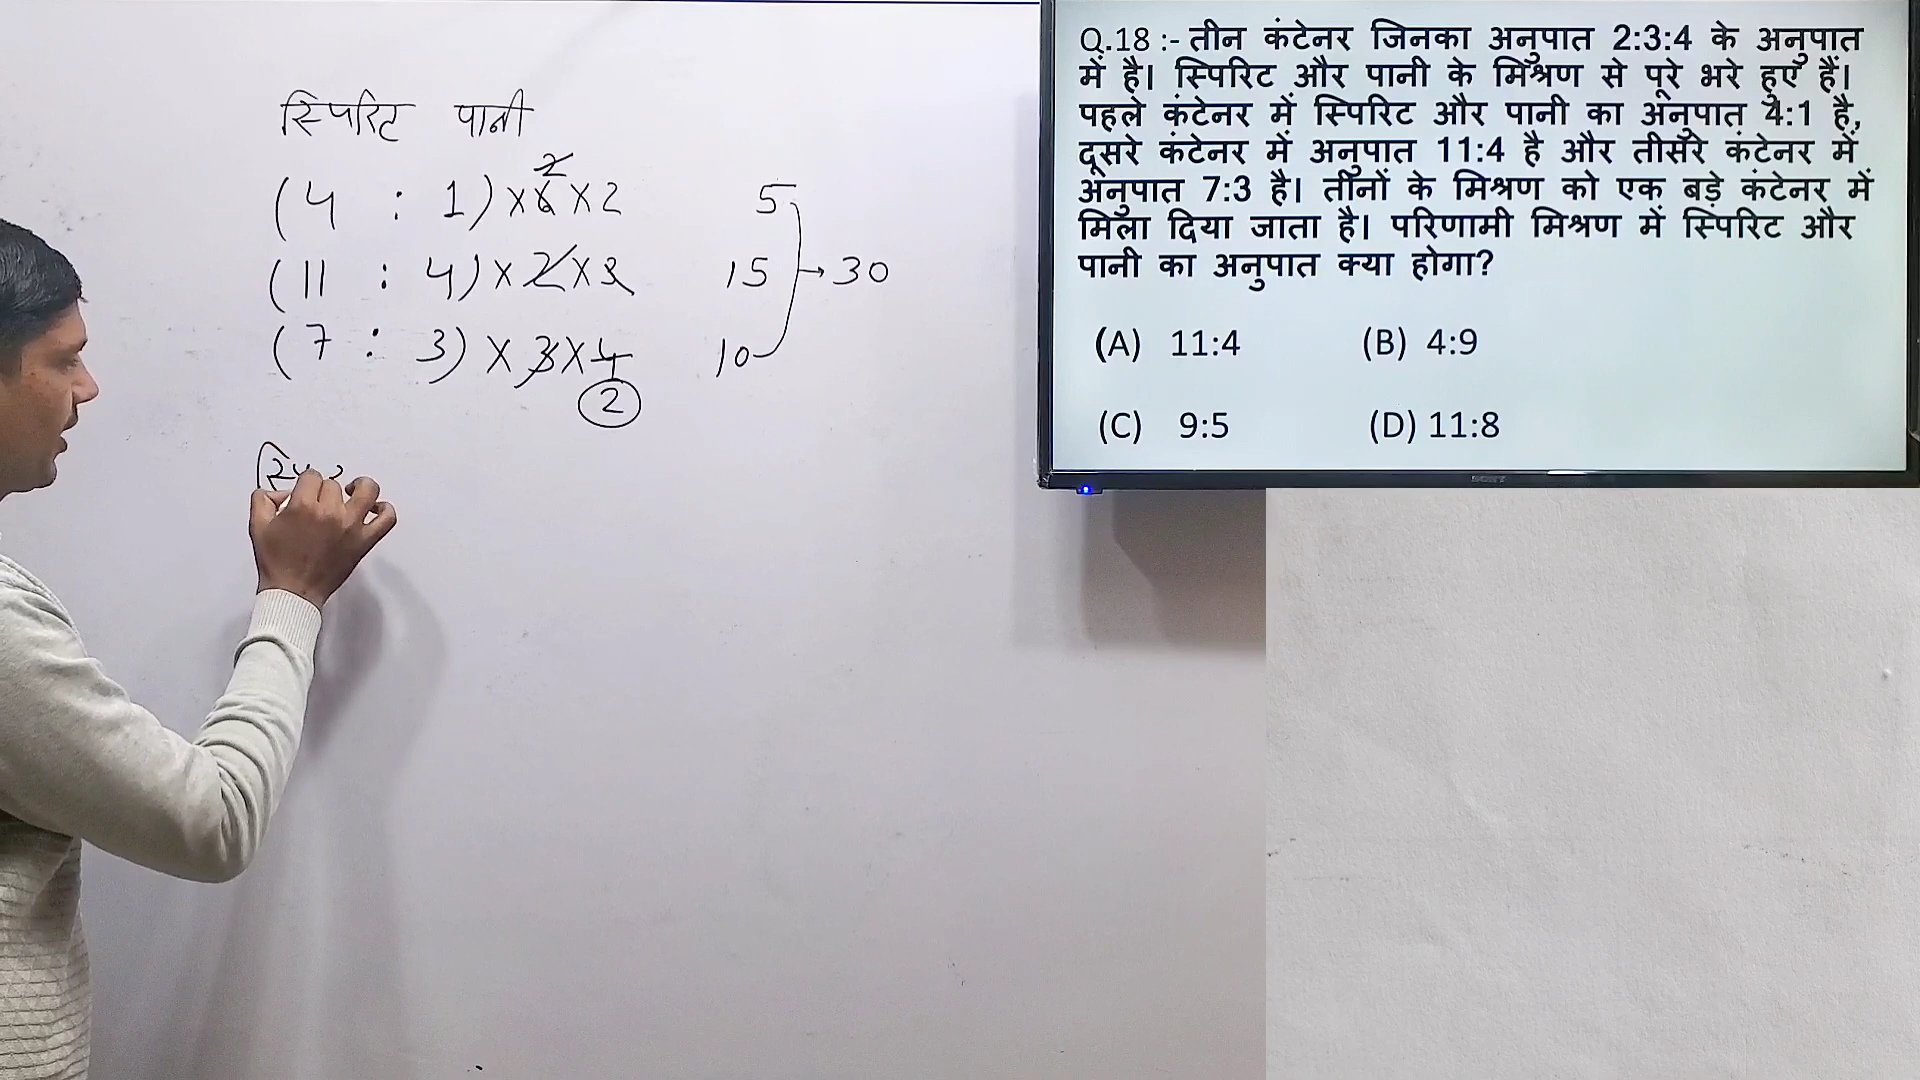 स्पिरिट पानी
2
(4 : 1)×6×2 5
(11 : 4)×2×3 15 → 30
(7 : 3)×3×4 10
2
Q.18 :- तीन कंटेनर जिनका अनुपात 2:3:4 के अनुपात
में है। स्पिरिट और पानी के मिश्रण से पूरे भरे हुए हैं।
पहले कंटेनर में स्पिरिट और पानी का अनुपात 4:1 है,
दूसरे कंटेनर में अनुपात 11:4 है और तीसरे कंटेनर में
अनुपात 7:3 है। तीनों के मिश्रण को एक बड़े कंटेनर में
मिला दिया जाता है। परिणामी मिश्रण में स्पिरिट और
पानी का अनुपात क्या होगा?
(A) 11:4 (B) 4:9
(C) 9:5 (D) 11:8
SONY